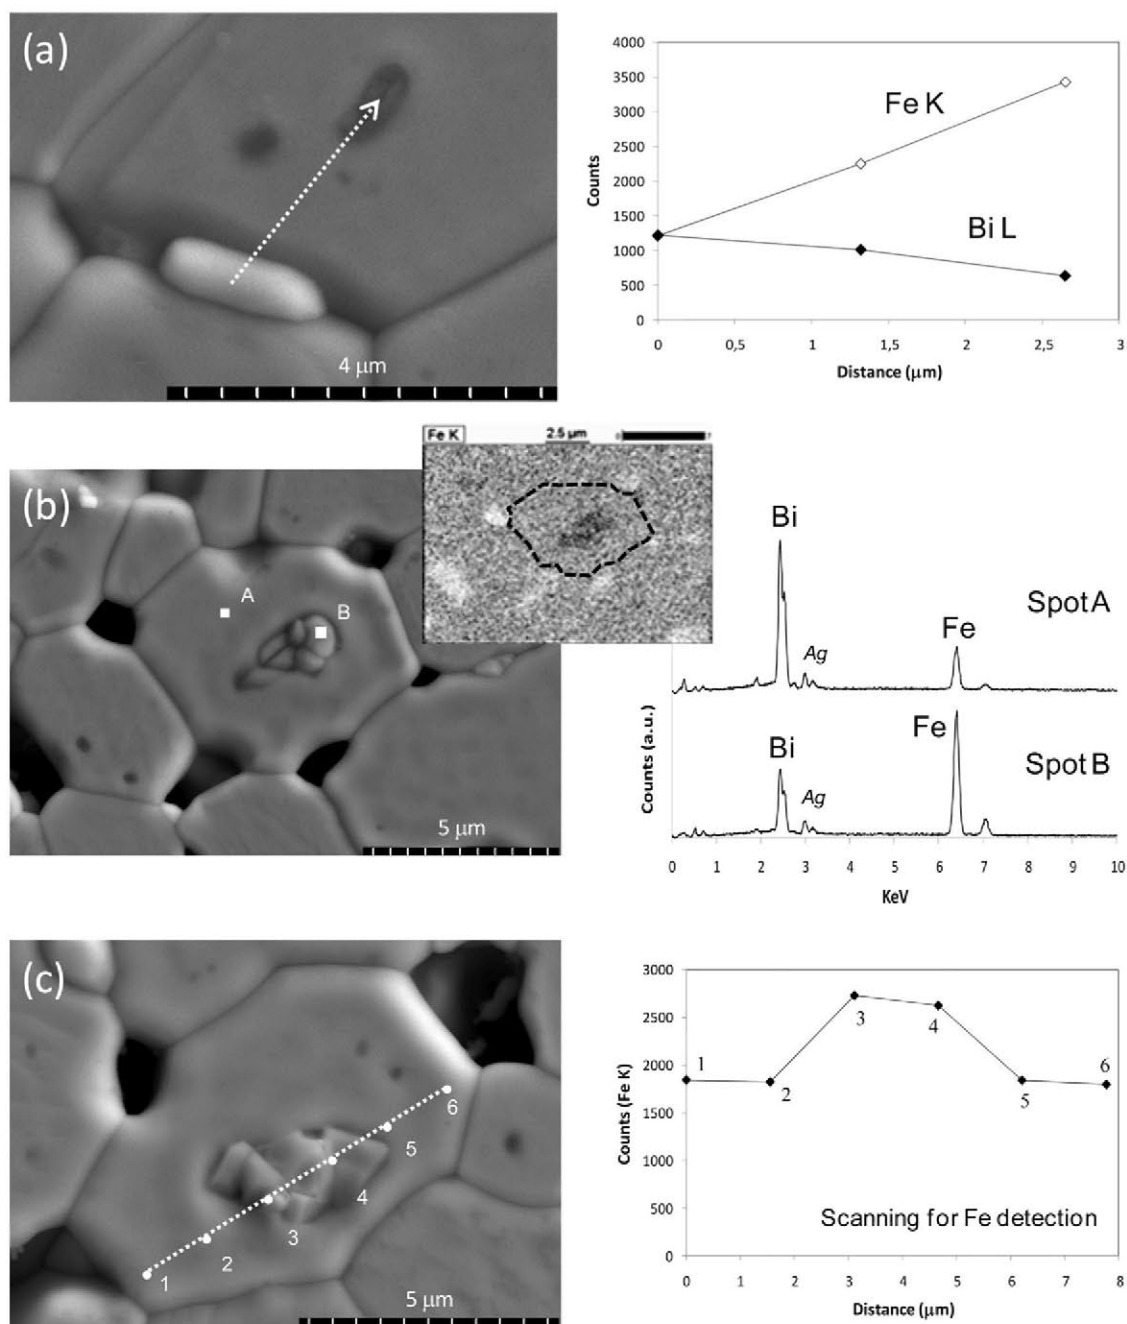 (a)
4 μm
4000
3500
3000
2500
2000
1500
1000
500
0
Counts
Fe K
Bi L
0 0,5 1 1,5 2 2,5 3
Distance (μm)
(b)
A
B
5 μm
Fe K
2.5 μm
Bi
Ag
Fe
Spot A
Bi
Ag
Fe
Spot B
Counts (a.u.)
0 1 2 3 4 5 6 7 8 9 10
KeV
(c)
1
2
3
4
5
6
5 μm
3000
2500
2000
1500
1000
500
0
Counts (Fe K)
1
2
3
4
5
6
Scanning for Fe detection
0 1 2 3 4 5 6 7 8
Distance (μm)